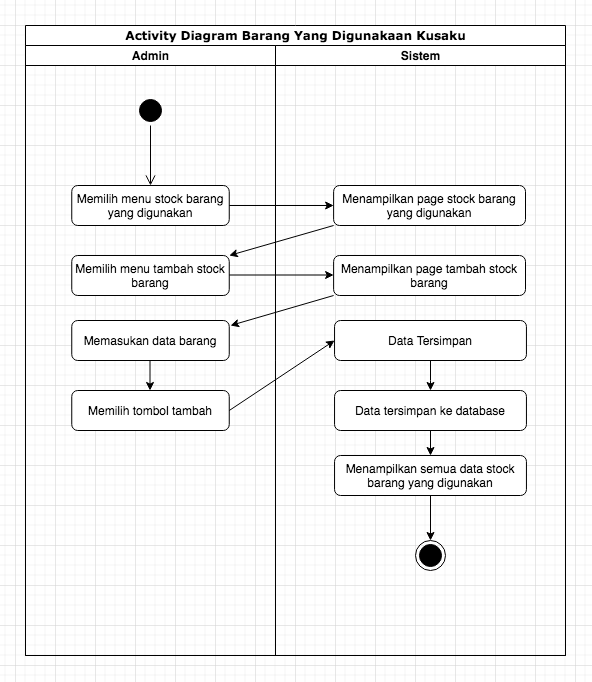 Activity Diagram Barang Yang Digunakaan Kusaku
Admin
Sistem
Memilih menu stock barang
yang digunakan
Menampilkan page stock barang
yang digunakan
Memilih menu tambah stock
barang
Menampilkan page tambah stock
barang
Memasukan data barang
Data Tersimpan
Memilih tombol tambah
Data tersimpan ke database
Menampilkan semua data stock
barang yang digunakan